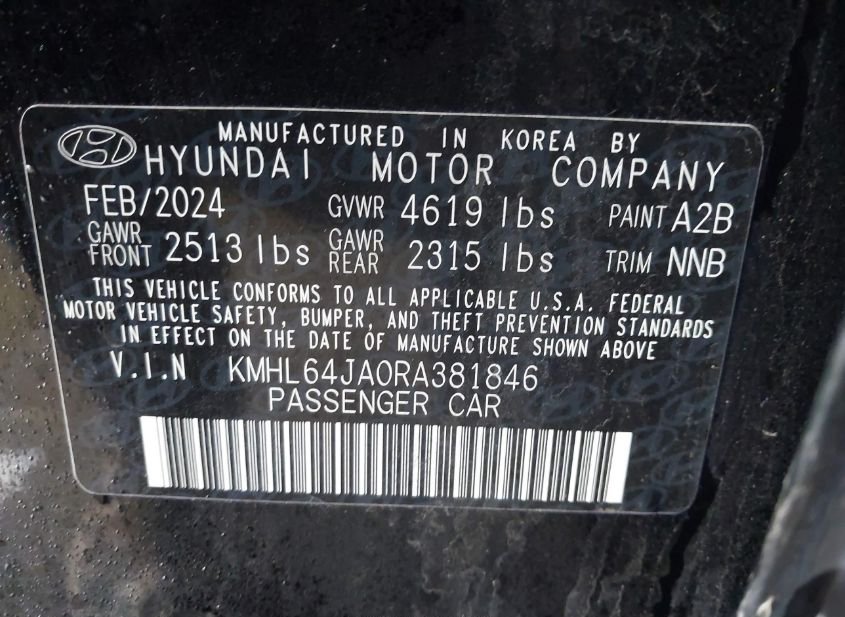 MANUFACTURED IN KOREA BY
HYUNDAI MOTOR COMPANY
FEB/2024 GVWR 4619 lbs PAINT A2B
GAWR FRONT 2513 lbs GAWR REAR 2315 lbs TRIM NNB
THIS VEHICLE CONFORMS TO ALL APPLICABLE U.S.A. FEDERAL
MOTOR VEHICLE SAFETY, BUMPER, AND THEFT PREVENTION STANDARDS
IN EFFECT ON THE DATE OF MANUFACTURE SHOWN ABOVE
V.I.N KMHL64JA0RA381846
PASSENGER CAR